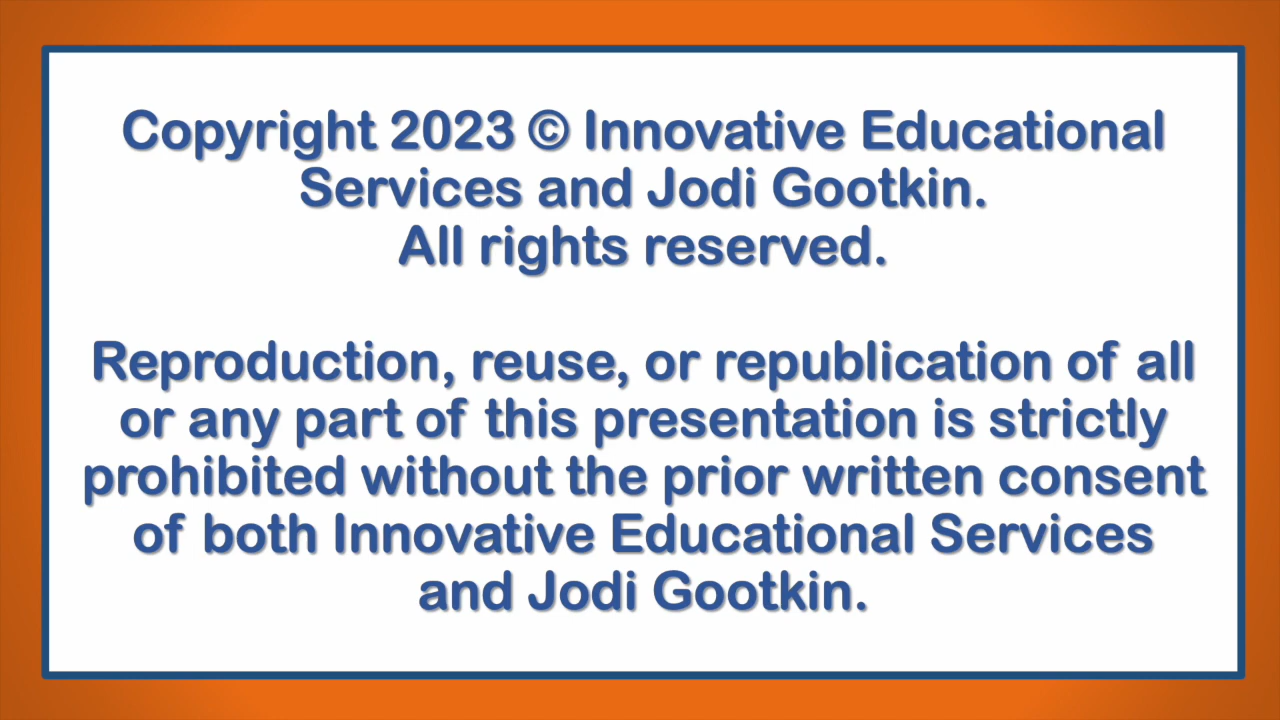 Copyright 2023 © Innovative Educational
Services and Jodi Gootkin.
All rights reserved.
Reproduction, reuse, or republication of all
or any part of this presentation is strictly
prohibited without the prior written consent
of both Innovative Educational Services
and Jodi Gootkin.